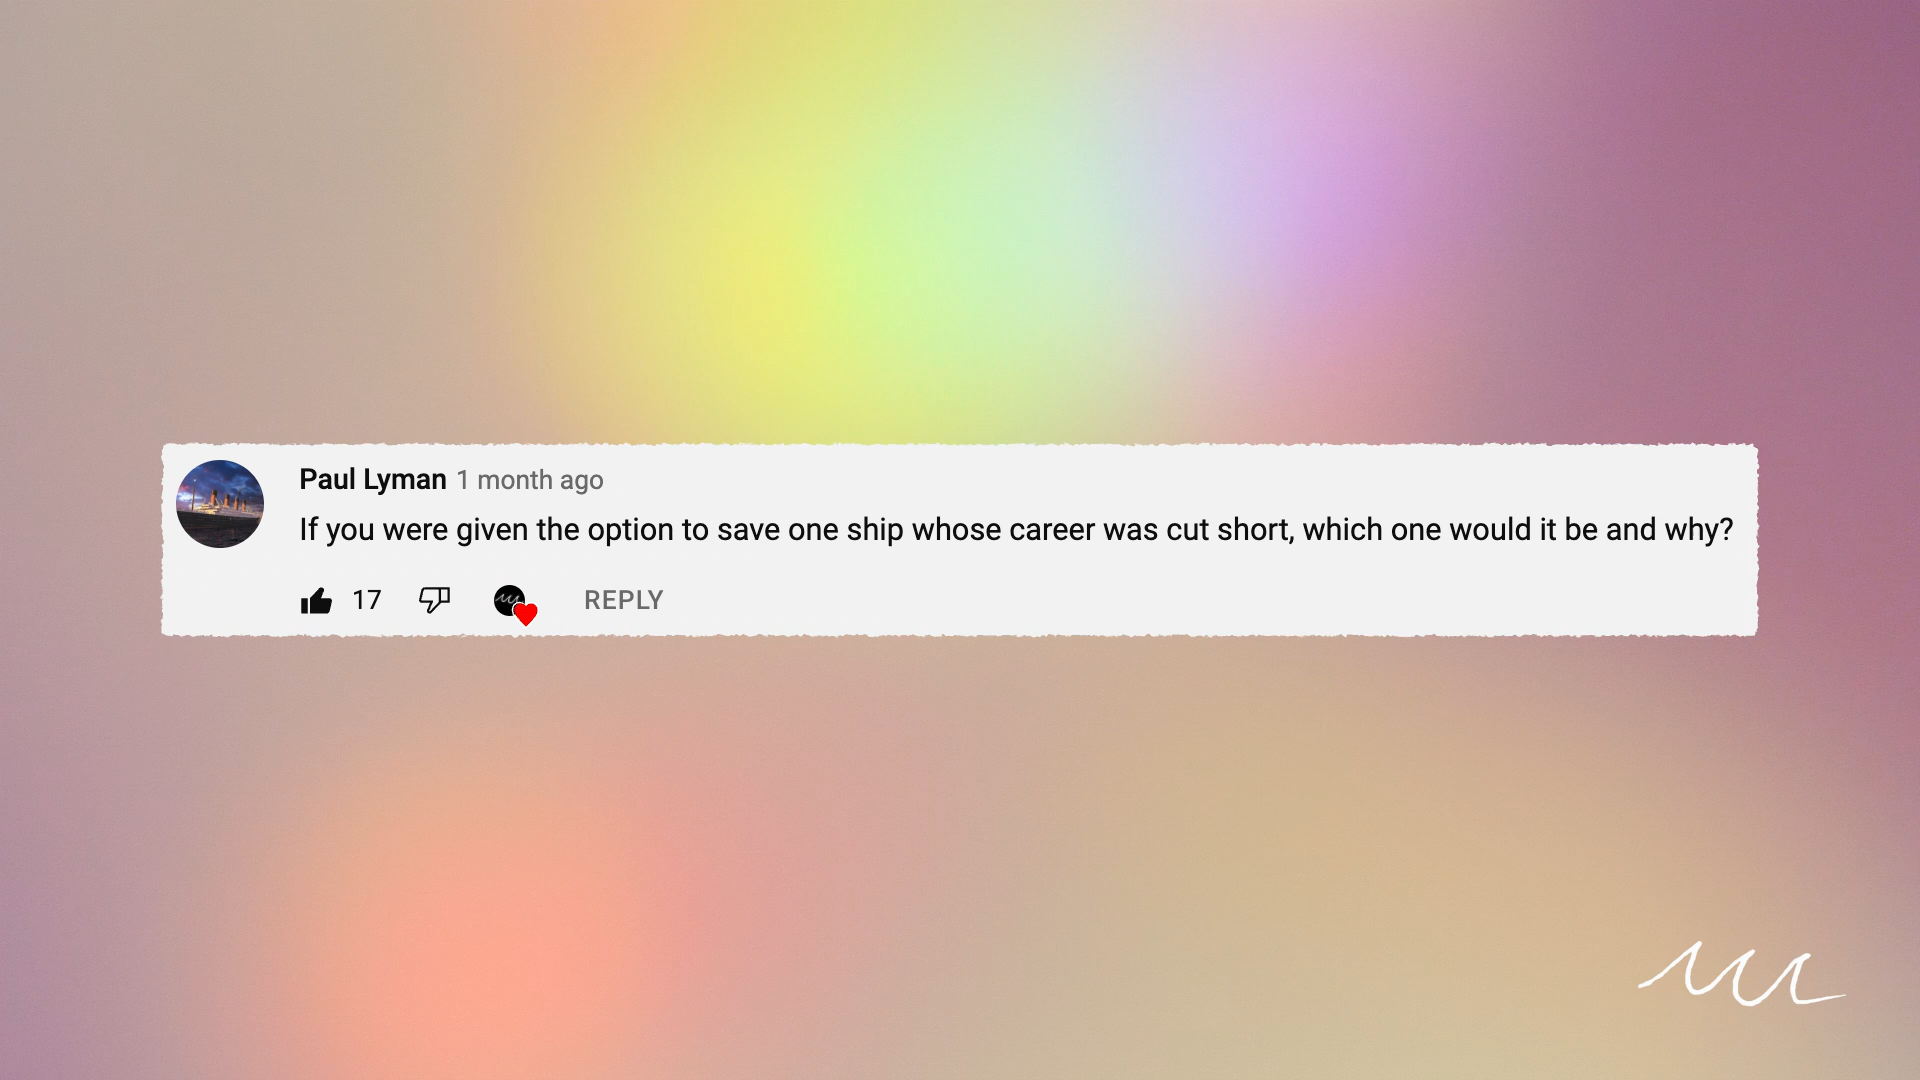 Paul Lyman 1 month ago
If you were given the option to save one ship whose career was cut short, which one would it be and why?
17 REPLY